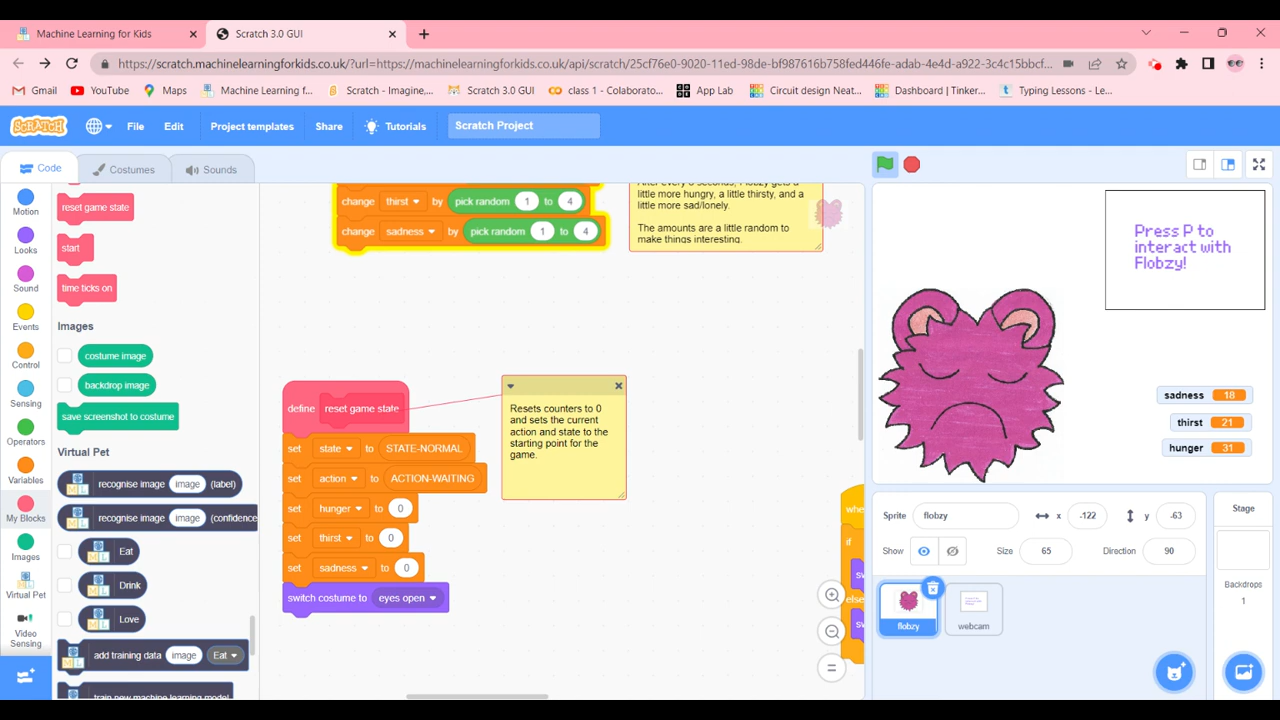 Machine Learning for Kids
Scratch 3.0 GUI
https://scratch.machinelearningforkids.co.uk/?url=https://machinelearningforkids.co.uk/api/scratch/25cf76e0-9020-11ed-98de-bf987616b758fed446fe-adab-4e4d-a922-3c4c15bbcf...
Gmail
YouTube
Maps
Machine Learning f...
Scratch - Imagine,...
Scratch 3.0 GUI
class 1 - Colaborato...
App Lab
Circuit design Neat...
Dashboard | Tinker...
Typing Lessons - Le...
SCRATCH
File
Edit
Project templates
Share
Tutorials
Scratch Project
Code
Costumes
Sounds
Motion
Looks
Sound
Events
Control
Sensing
Operators
Variables
My Blocks
Images
Virtual Pet
Video
Sensing
reset game state
start
time ticks on
Images
costume image
backdrop image
save screenshot to costume
Virtual Pet
recognise image image (label)
recognise image image (confidence
Eat
Drink
Love
add training data image Eat
train new machine learning model
change thirst by pick random 1 to 4
change sadness by pick random 1 to 4
little more hungry, a little thirsty, and a
little more sad/lonely.
The amounts are a little random to
make things interesting.
define reset game state
set state to STATE-NORMAL
set action to ACTION-WAITING
set hunger to 0
set thirst to 0
set sadness to 0
switch costume to eyes open
Resets counters to 0
and sets the current
action and state to the
starting point for the
game.
whe
if
sw
else
sw
Press P to
interact with
Flobzy!
sadness 18
thirst 21
hunger 31
Sprite flobzy x -122 y -63
Show Size 65 Direction 90
flobzy
webcam
Stage
Backdrops
1